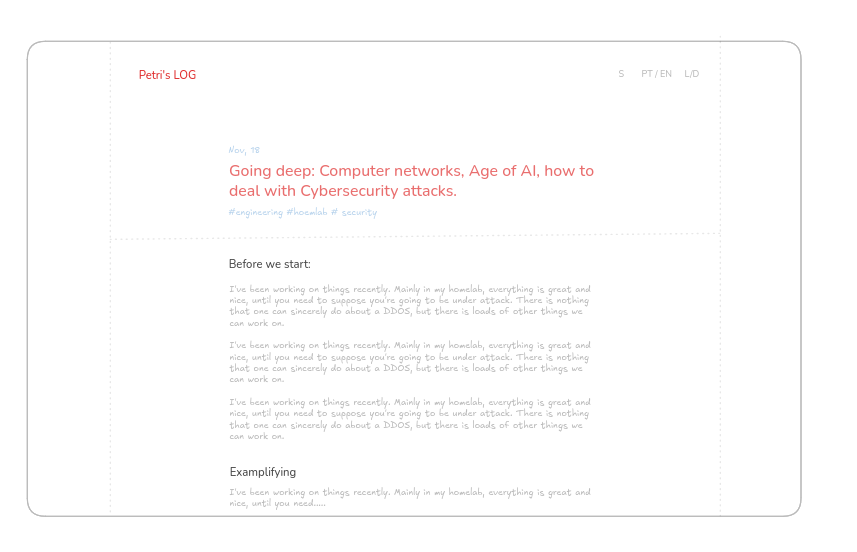 Petri's LOG
S PT / EN L/D
Nov, 18
Going deep: Computer networks, Age of AI, how to
deal with Cybersecurity attacks.
#engineering #hoemlab # security
Before we start:
I've been working on things recently. Mainly in my homelab, everything is great and
nice, until you need to suppose you're going to be under attack. There is nothing
that one can sincerely do about a DDOS, but there is loads of other things we
can work on.
I've been working on things recently. Mainly in my homelab, everything is great and
nice, until you need to suppose you're going to be under attack. There is nothing
that one can sincerely do about a DDOS, but there is loads of other things we
can work on.
I've been working on things recently. Mainly in my homelab, everything is great and
nice, until you need to suppose you're going to be under attack. There is nothing
that one can sincerely do about a DDOS, but there is loads of other things we
can work on.
Examplifying
I've been working on things recently. Mainly in my homelab, everything is great and
nice, until you need.....